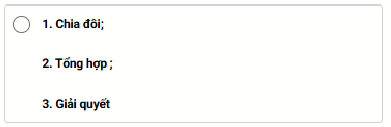 1. Chia đôi;
2. Tổng hợp ;
3. Giải quyết